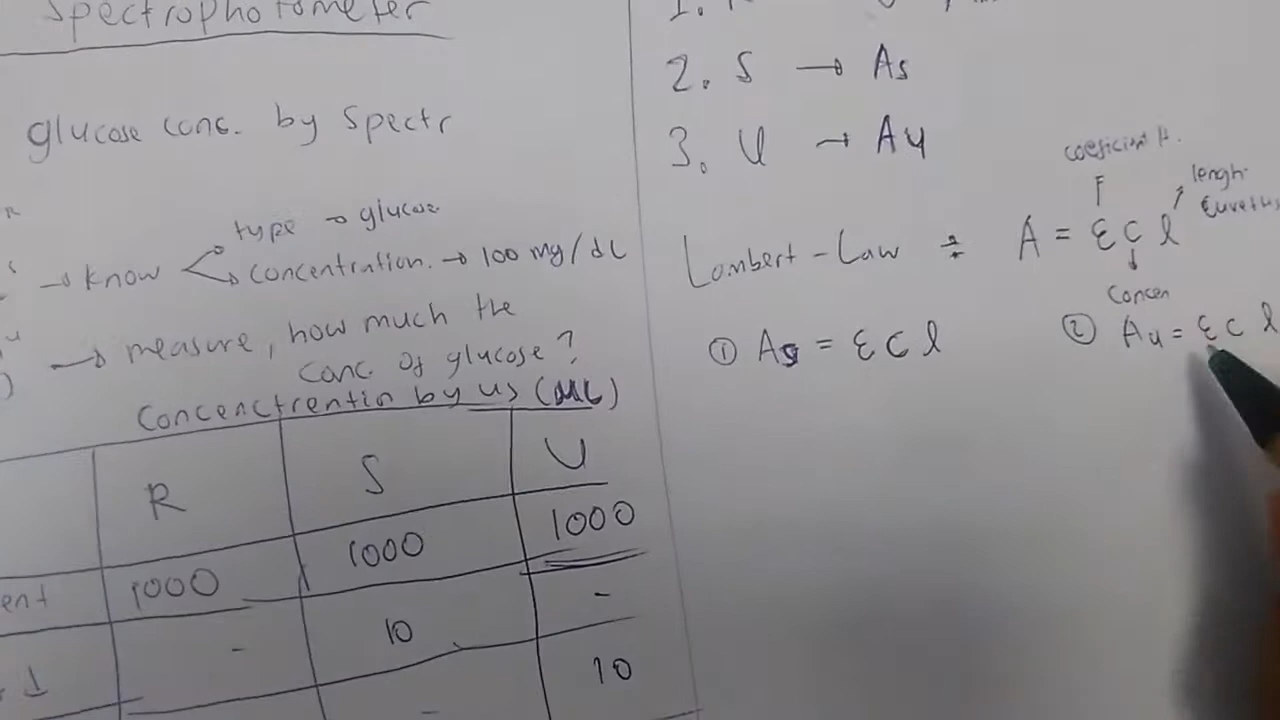 Spectrophotometer
glucose conc. by Spectr
→ know
type → glucose
concentration. → 100 mg/dL
→ measure, how much the
conc. of glucose?
Concenctrentin by us (ML)
R S U
ent 1000 1000 1000
- 10 -
- 10
1.
2. S → As
3. U → Au
coeficient
lengh.
Lambert-Law ÷ A = ε c l
Concen
① As = ε c l
② Au = ε c l